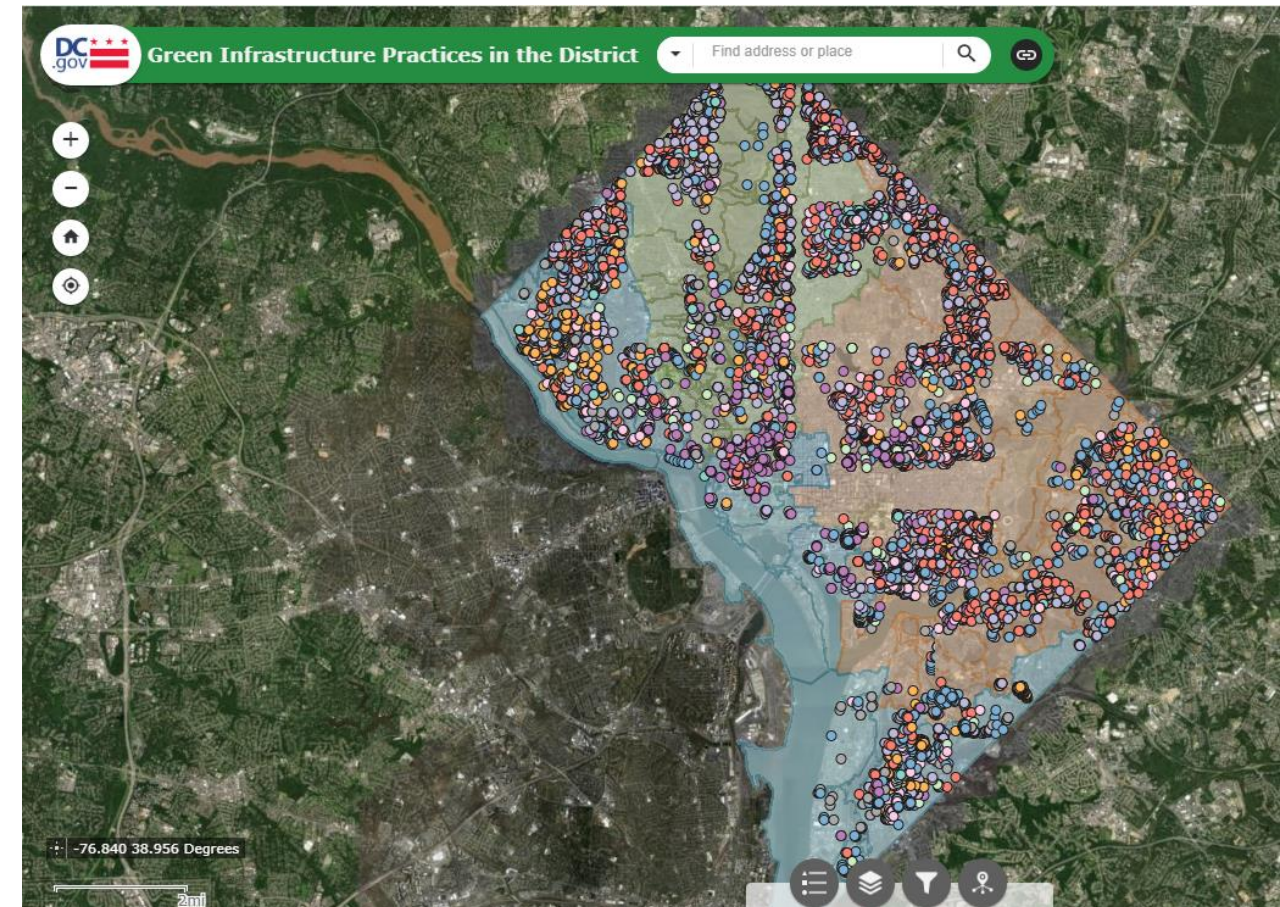 DC
.gov
Green Infrastructure Practices in the District
Find address or place
-76.840 38.956 Degrees
2mi